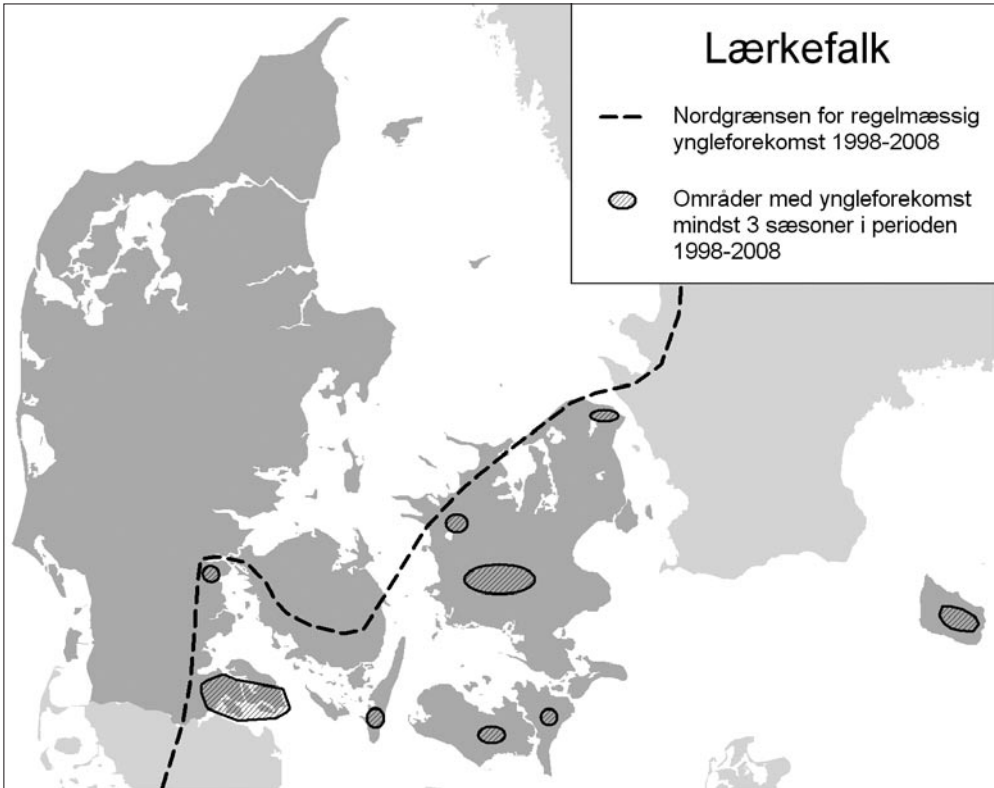 Lærkefalk
Nordgrænsen for regelmæssig
yngleforekomst 1998-2008
Områder med yngleforekomst
mindst 3 sæsoner i perioden
1998-2008